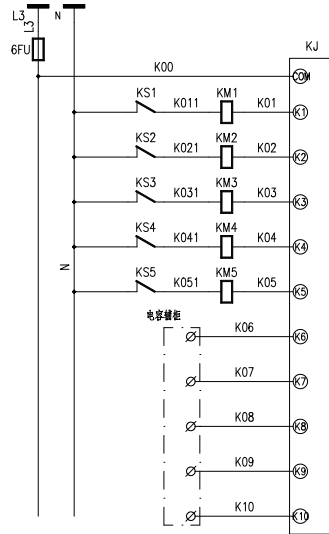 L3 N
L3
6FU
KJ
K00
COM
KS1 K011 KM1 K01 K1
KS2 K021 KM2 K02 K2
KS3 K031 KM3 K03 K3
KS4 K041 KM4 K04 K4
N
KS5 K051 KM5 K05 K5
电容辅柜
K06 K6
K07 K7
K08 K8
K09 K9
K10 K10